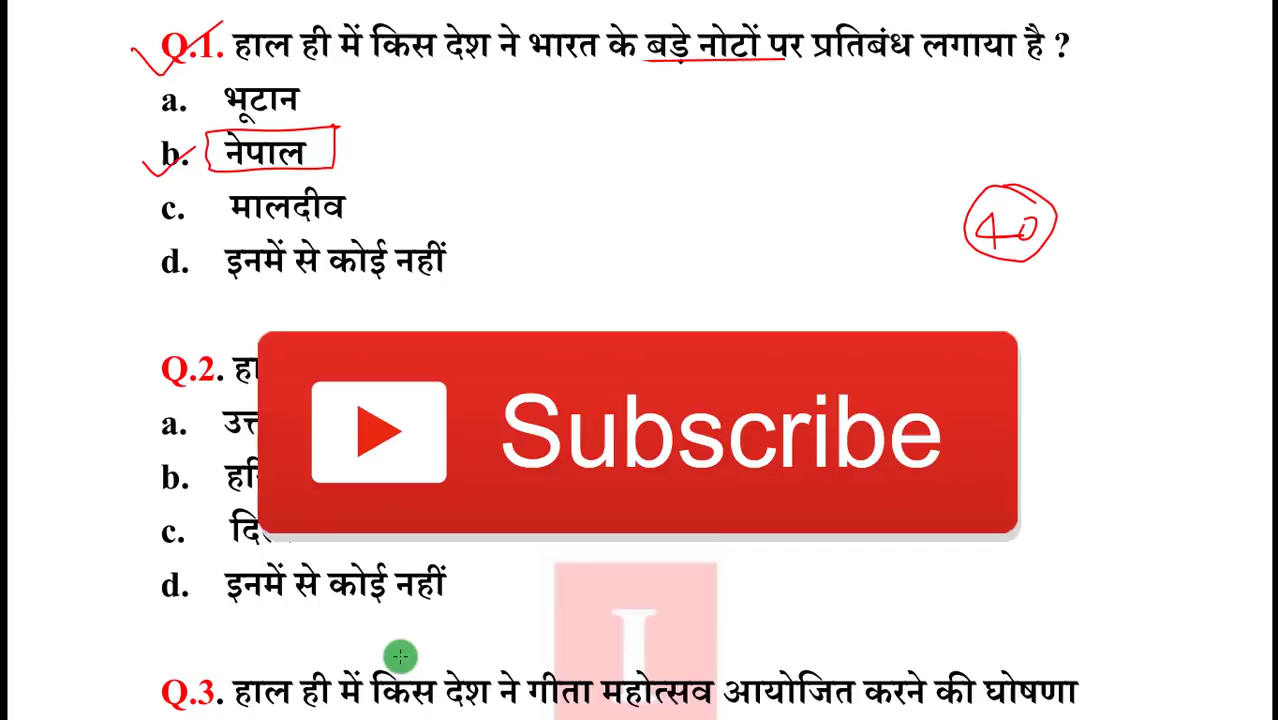 Q.1. हाल ही में किस देश ने भारत के बड़े नोटों पर प्रतिबंध लगाया है ?
a. भूटान
b. नेपाल
c. मालदीव
d. इनमें से कोई नहीं
40
Q.2.
a.
b.
Subscribe
c.
d. इनमें से कोई नहीं
Q.3. हाल ही में किस देश ने गीता महोत्सव आयोजित करने की घोषणा